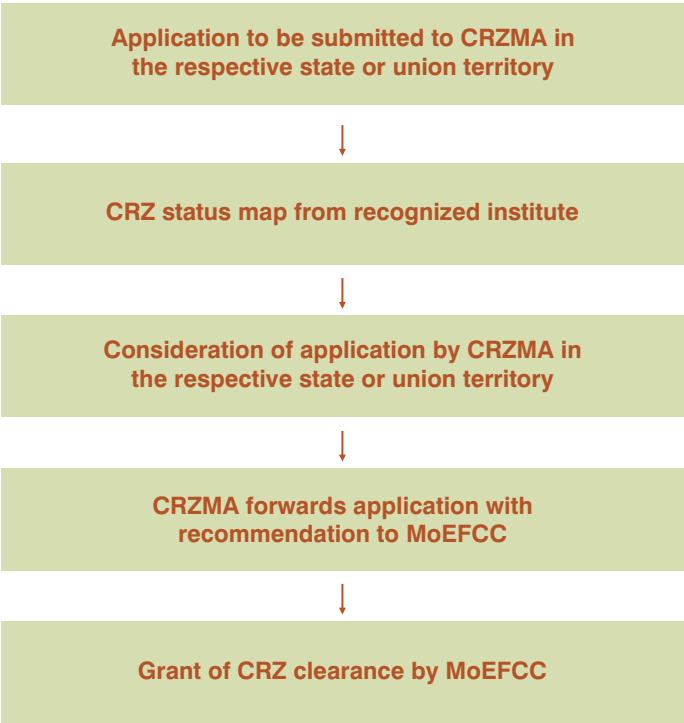 Application to be submitted to CRZMA in
the respective state or union territory
CRZ status map from recognized institute
Consideration of application by CRZMA in
the respective state or union territory
CRZMA forwards application with
recommendation to MoEFCC
Grant of CRZ clearance by MoEFCC